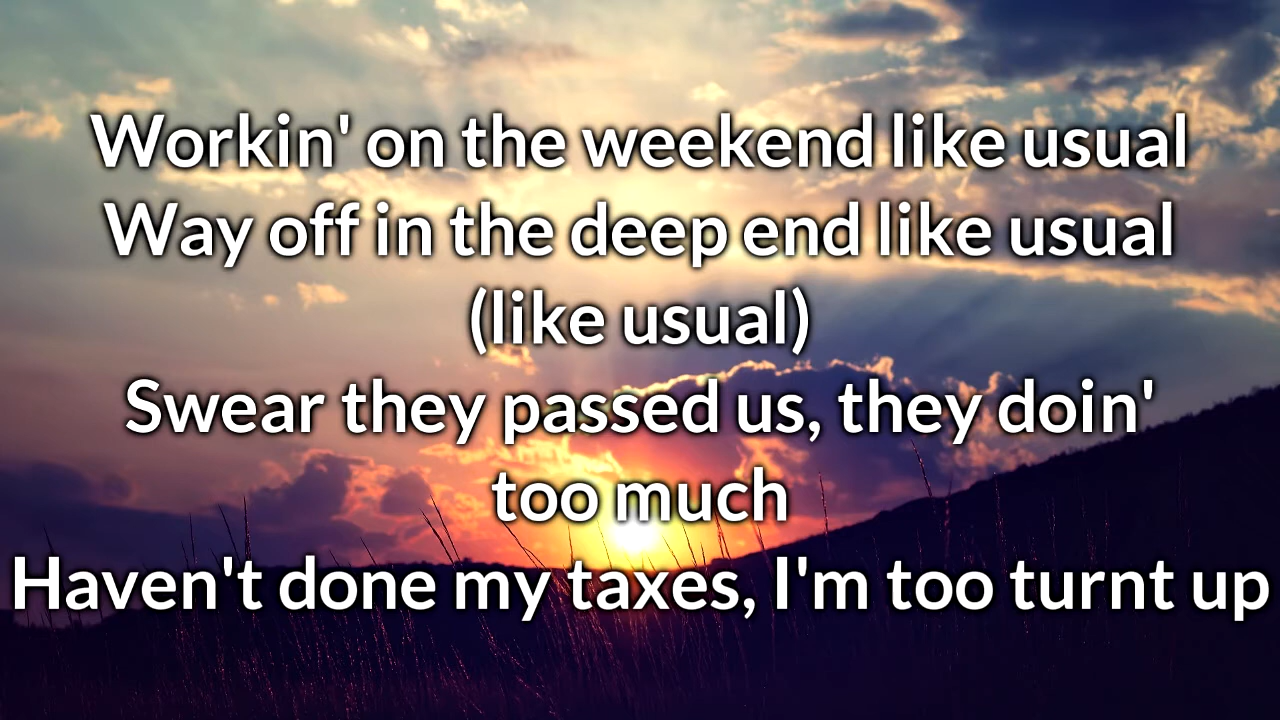 Workin' on the weekend like usual
Way off in the deep end like usual
(like usual)
Swear they passed us, they doin'
too much
Haven't done my taxes, I'm too turnt up